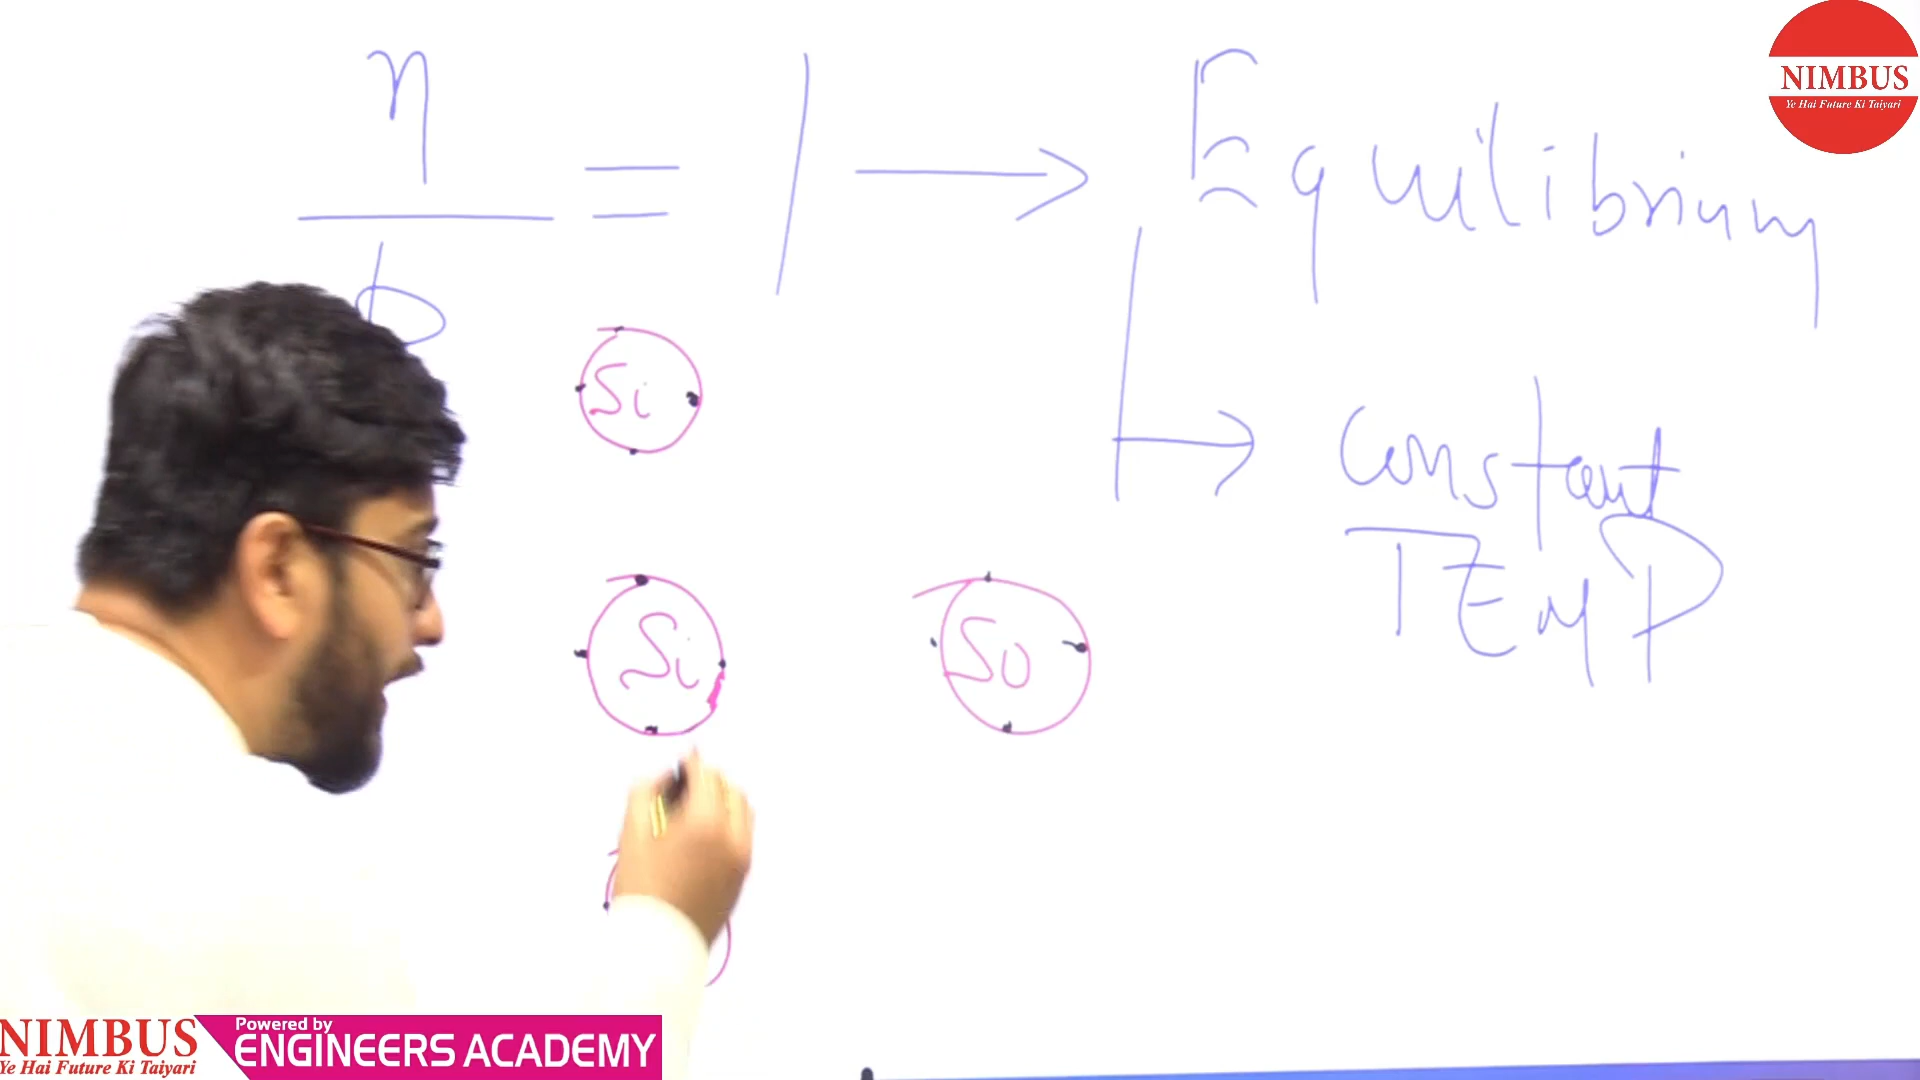 η
= 1 → Equilibrium
b
Si
constant
TEMP
Si
So
NIMBUS
Ye Hai Future Ki Taiyari
NIMBUS
Ye Hai Future Ki Taiyari
Powered by
ENGINEERS ACADEMY